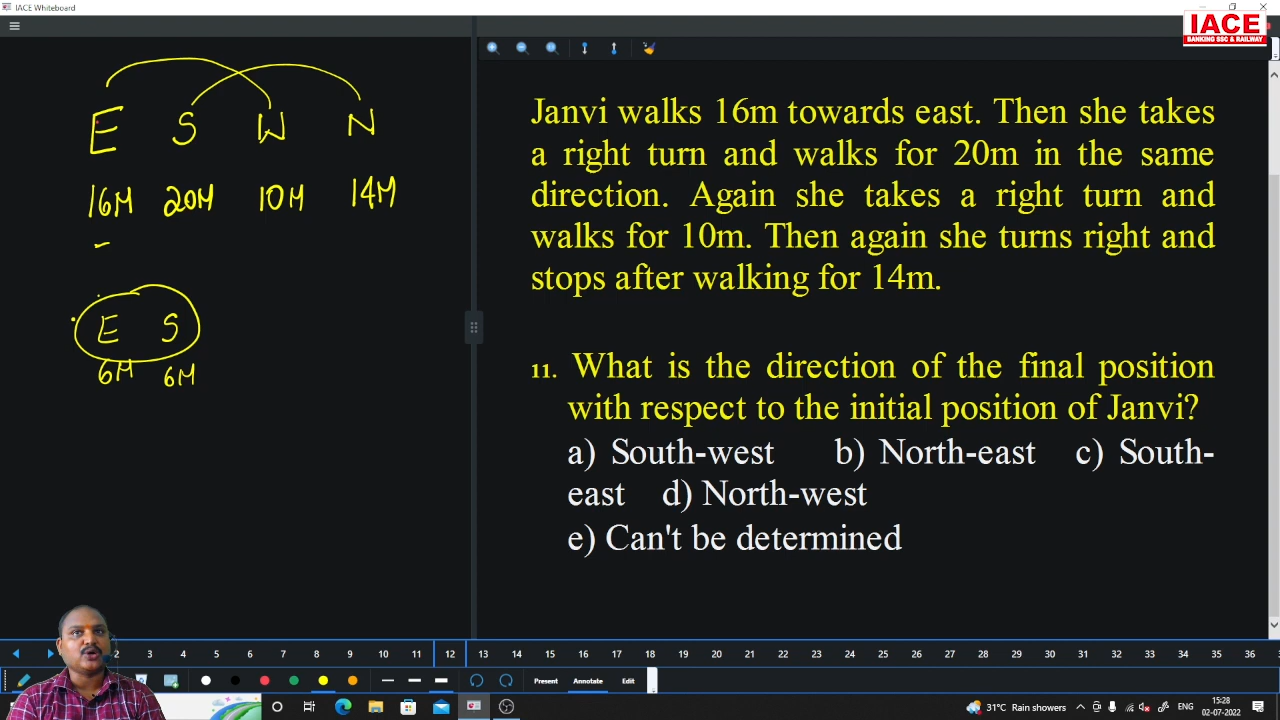 IACE Whiteboard
IACE
BANKING SSC & RAILWAY
E S W N
16M 20M 10M 14M
E S
6M 6M
Janvi walks 16m towards east. Then she takes
a right turn and walks for 20m in the same
direction. Again she takes a right turn and
walks for 10m. Then again she turns right and
stops after walking for 14m.
11. What is the direction of the final position
with respect to the initial position of Janvi?
a) South-west b) North-east c) South-
east d) North-west
e) Can't be determined
2 3 4 5 6 7 8 9 10 11 12 13 14 15 16 17 18 19 20 21 22 23 24 25 26 27 28 29 30 31 32 33 34 35 36
Present Annotate Edit
31°C Rain showers ENG 15:28
02-07-2022